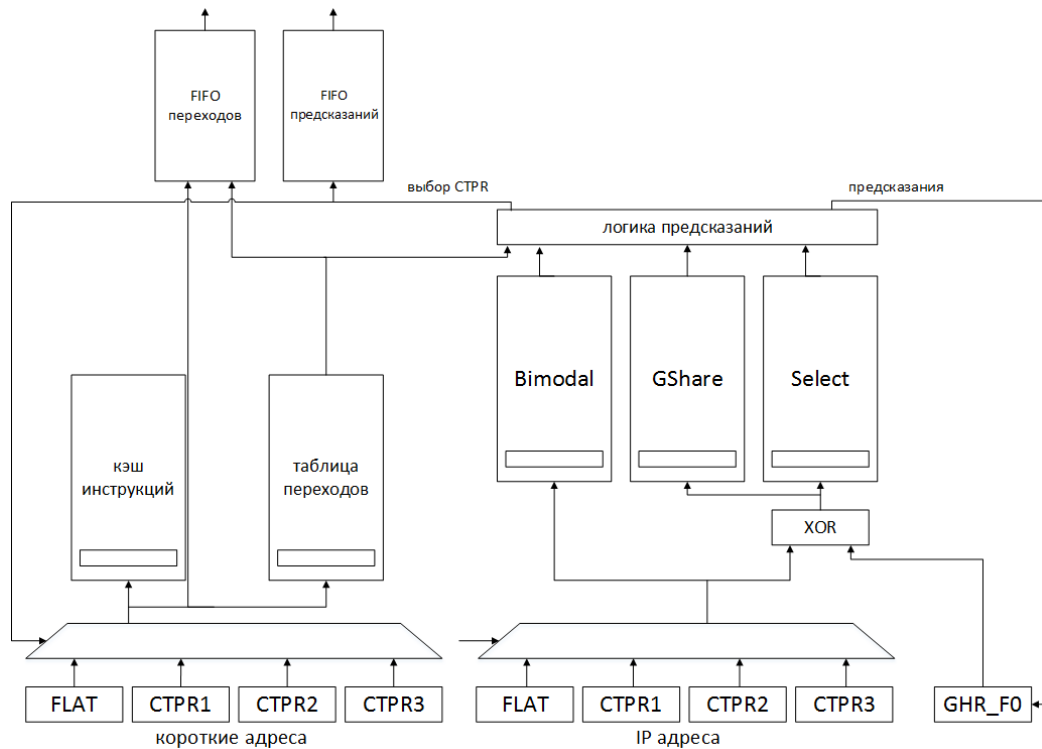 FIFO
переходов
FIFO
предсказаний
выбор CTPR
предсказания
логика предсказаний
Bimodal
GShare
Select
кэш
инструкций
таблица
переходов
XOR
FLAT
CTPR1
CTPR2
CTPR3
FLAT
CTPR1
CTPR2
CTPR3
GHR_F0
короткие адреса
IP адреса